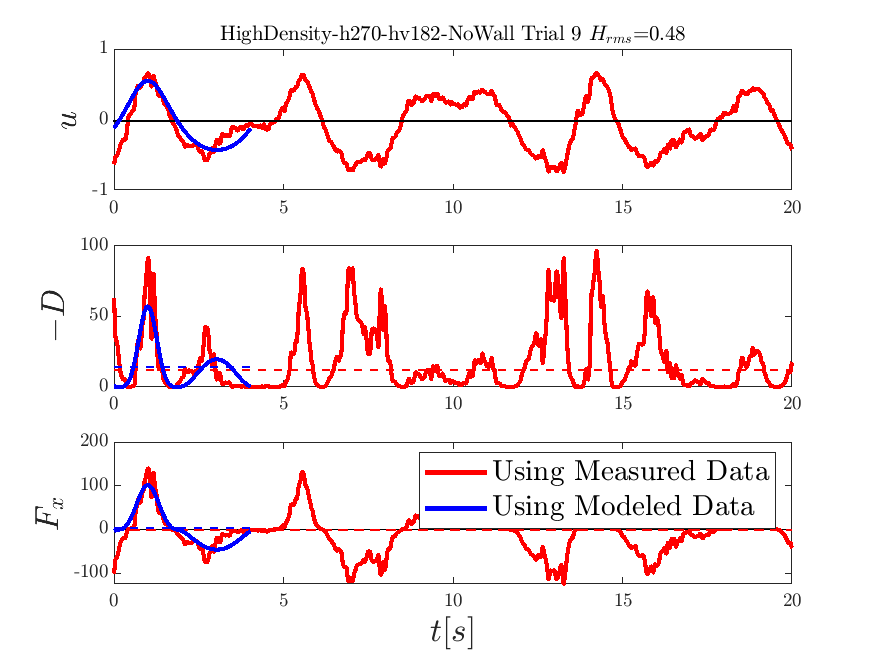 HighDensity-h270-hv182-NoWall Trial 9 H_{rms}=0.48
1
0
-1
u
0 5 10 15 20
100
50
0
-D
0 5 10 15 20
200
100
0
-100
F_x
Using Measured Data
Using Modeled Data
0 5 10 15 20
t[s]